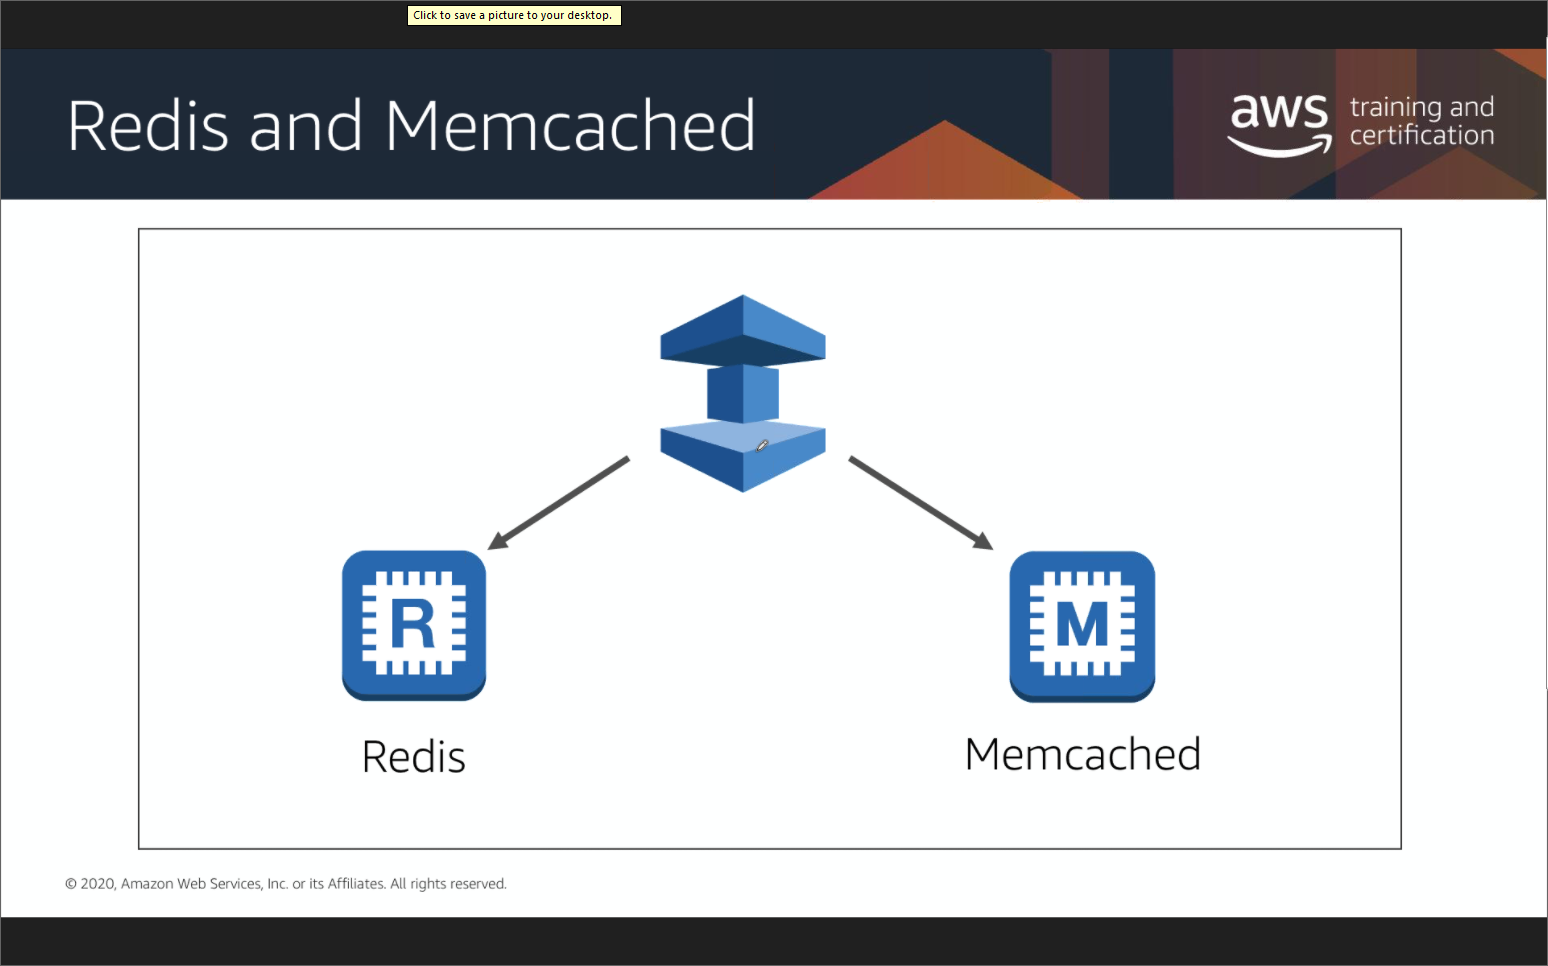 Click to save a picture to your desktop.
Redis and Memcached
aws
training and
certification
R
M
Redis
Memcached
© 2020, Amazon Web Services, Inc. or its Affiliates. All rights reserved.